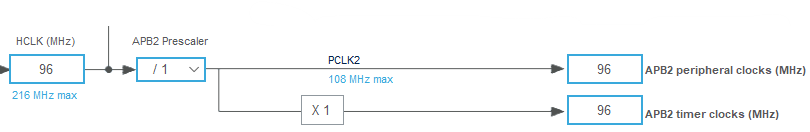 HCLK (MHz)
96
216 MHz max
APB2 Prescaler
/ 1
PCLK2
108 MHz max
96
APB2 peripheral clocks (MHz)
X 1
96
APB2 timer clocks (MHz)